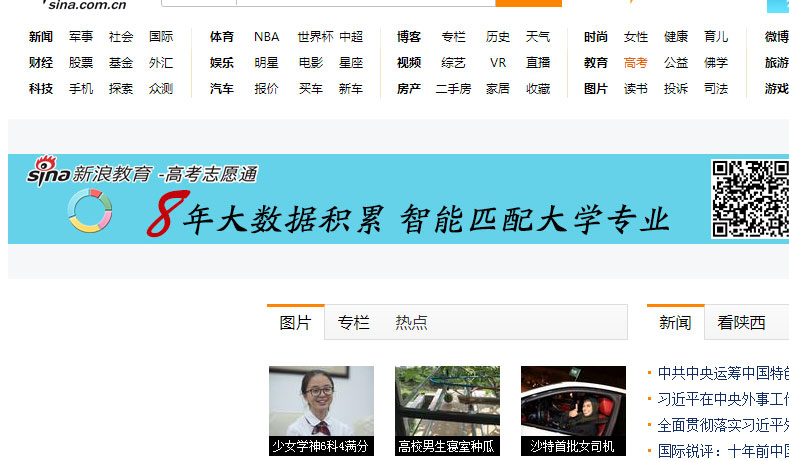 sina.com.cn
新闻 军事 社会 国际 体育 NBA 世界杯 中超 博客 专栏 历史 天气 时尚 女性 健康 育儿 微博
财经 股票 基金 外汇 娱乐 明星 电影 星座 视频 综艺 VR 直播 教育 高考 公益 佛学 旅游
科技 手机 探索 众测 汽车 报价 买车 新车 房产 二手房 家居 收藏 图片 读书 投诉 司法 游戏
sina 新浪教育 -高考志愿通
8年大数据积累 智能匹配大学专业
图片 专栏 热点 新闻 看陕西
少女学神6科4满分 高校男生寝室种瓜 沙特首批女司机
中共中央运筹中国特色
习近平在中央外事工作
全面贯彻落实习近平外
国际锐评：十年前中国